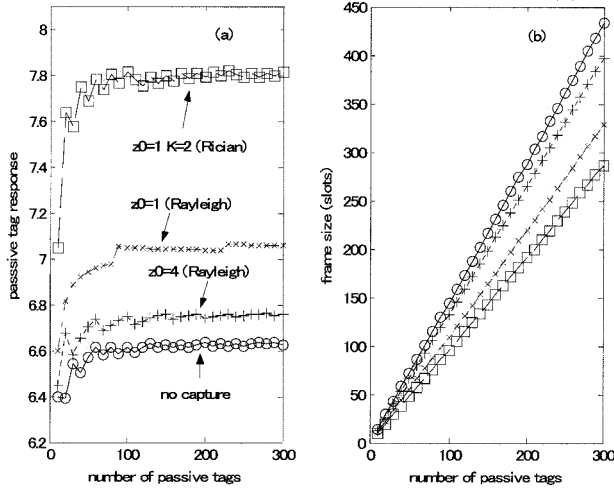 (a)
8
7.8
7.6
7.4
7.2
7
6.8
6.6
6.4
6.2
passsive tag response
z0=1 K=2 (Rician)
z0=1 (Rayleigh)
z0=4 (Rayleigh)
no capture
0 100 200 300
number of passive tags
(b)
450
400
350
300
250
200
150
100
50
0
frame size (slots)
0 100 200 300
number of passive tags